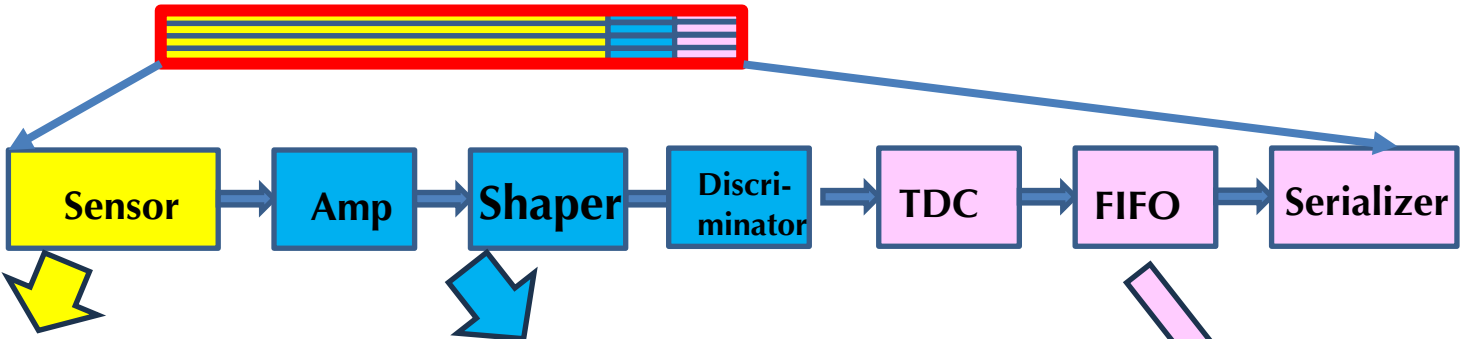 Sensor
Amp
Shaper
Discri-
minator
TDC
FIFO
Serializer